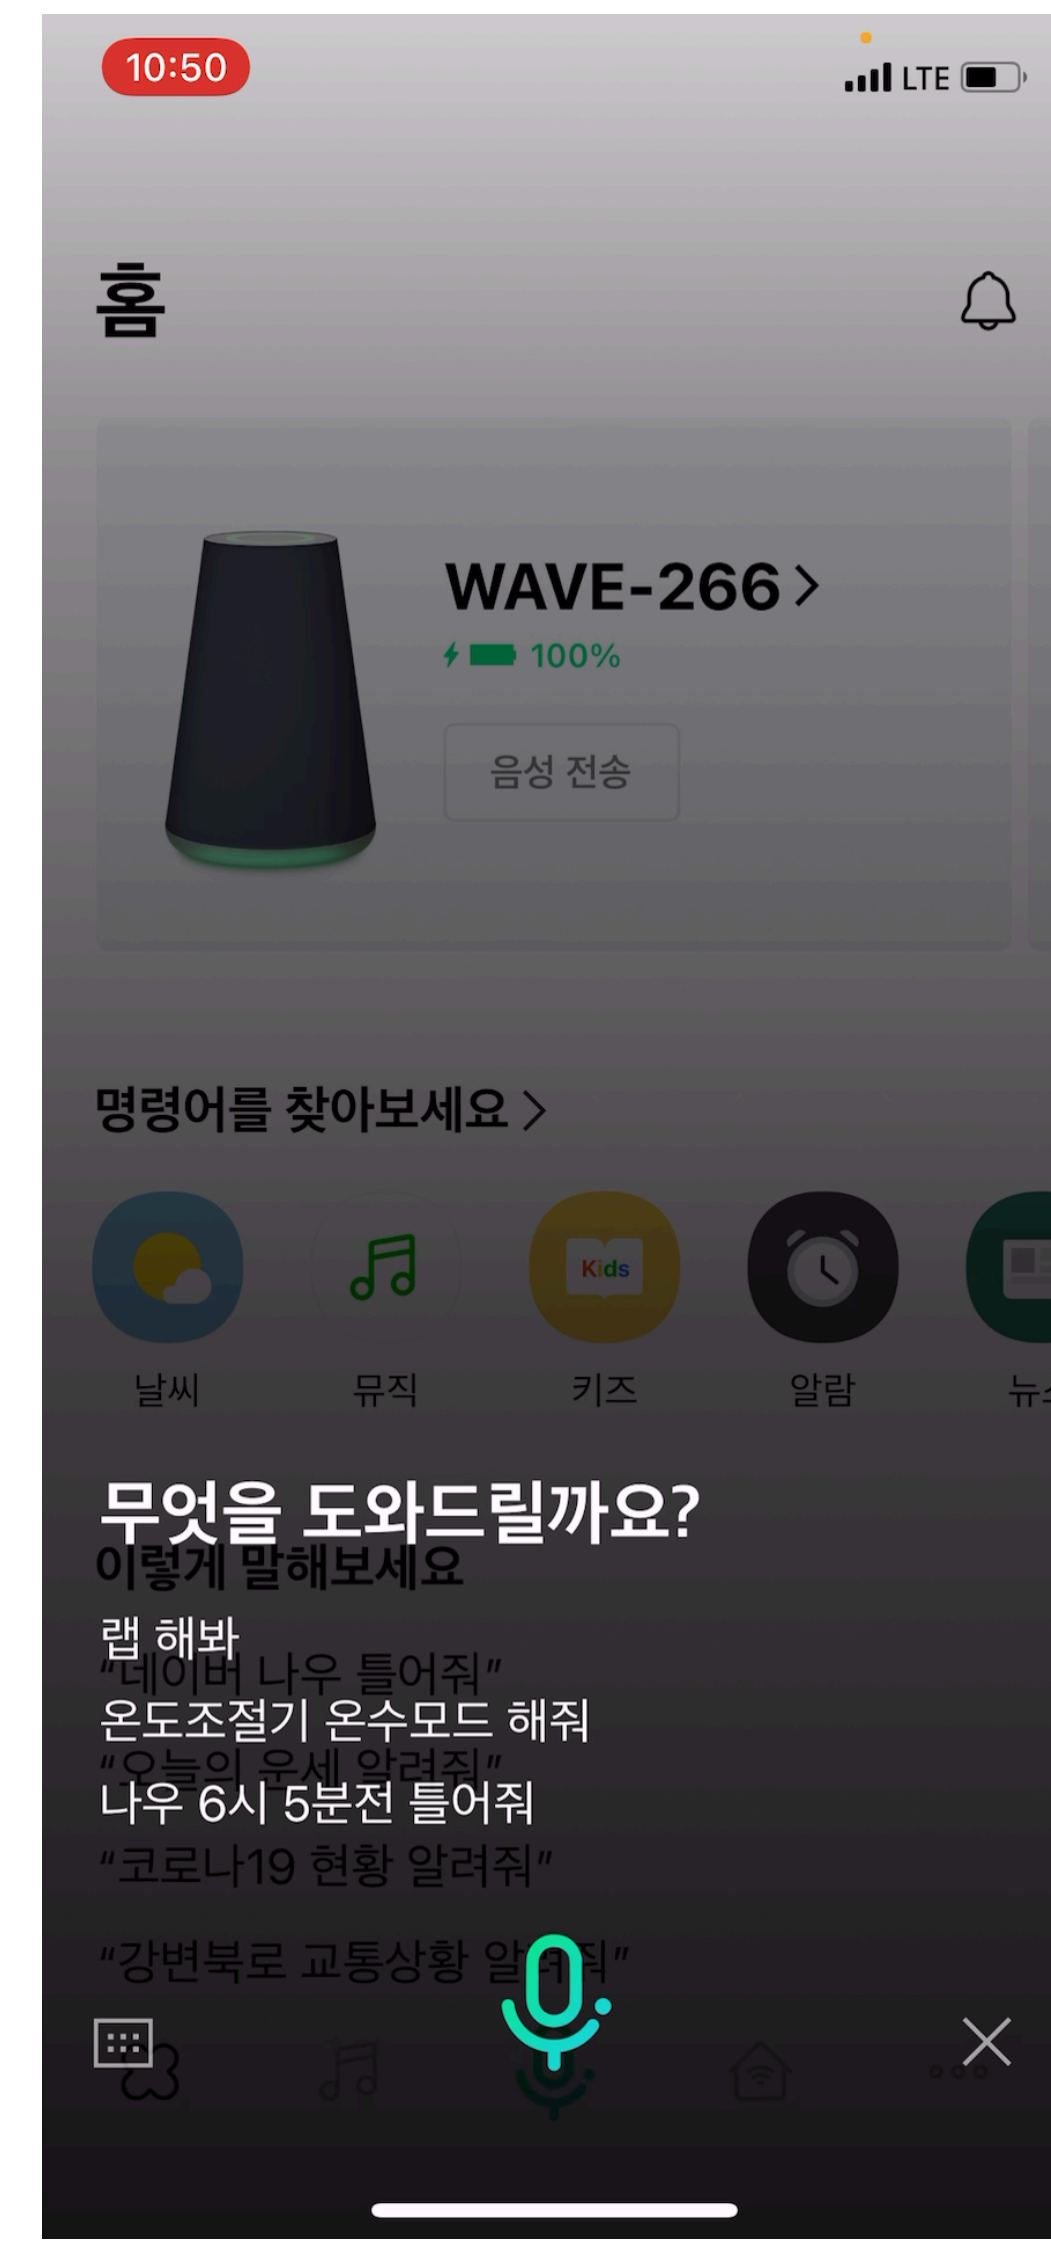 10:50
LTE
홈
WAVE-266
100%
음성 전송
명령어를 찾아보세요
Kids
날씨
뮤직
키즈
알람
무엇을 도와드릴까요?
이렇게 말해보세요
랩 해봐
“네이버 나우 틀어줘”
온도조절기 온수모드 해줘
“오늘의 운세 알려줘”
나우 6시 5분전 틀어줘
“코로나19 현황 알려줘”
“강변북로 교통상황 알려줘”